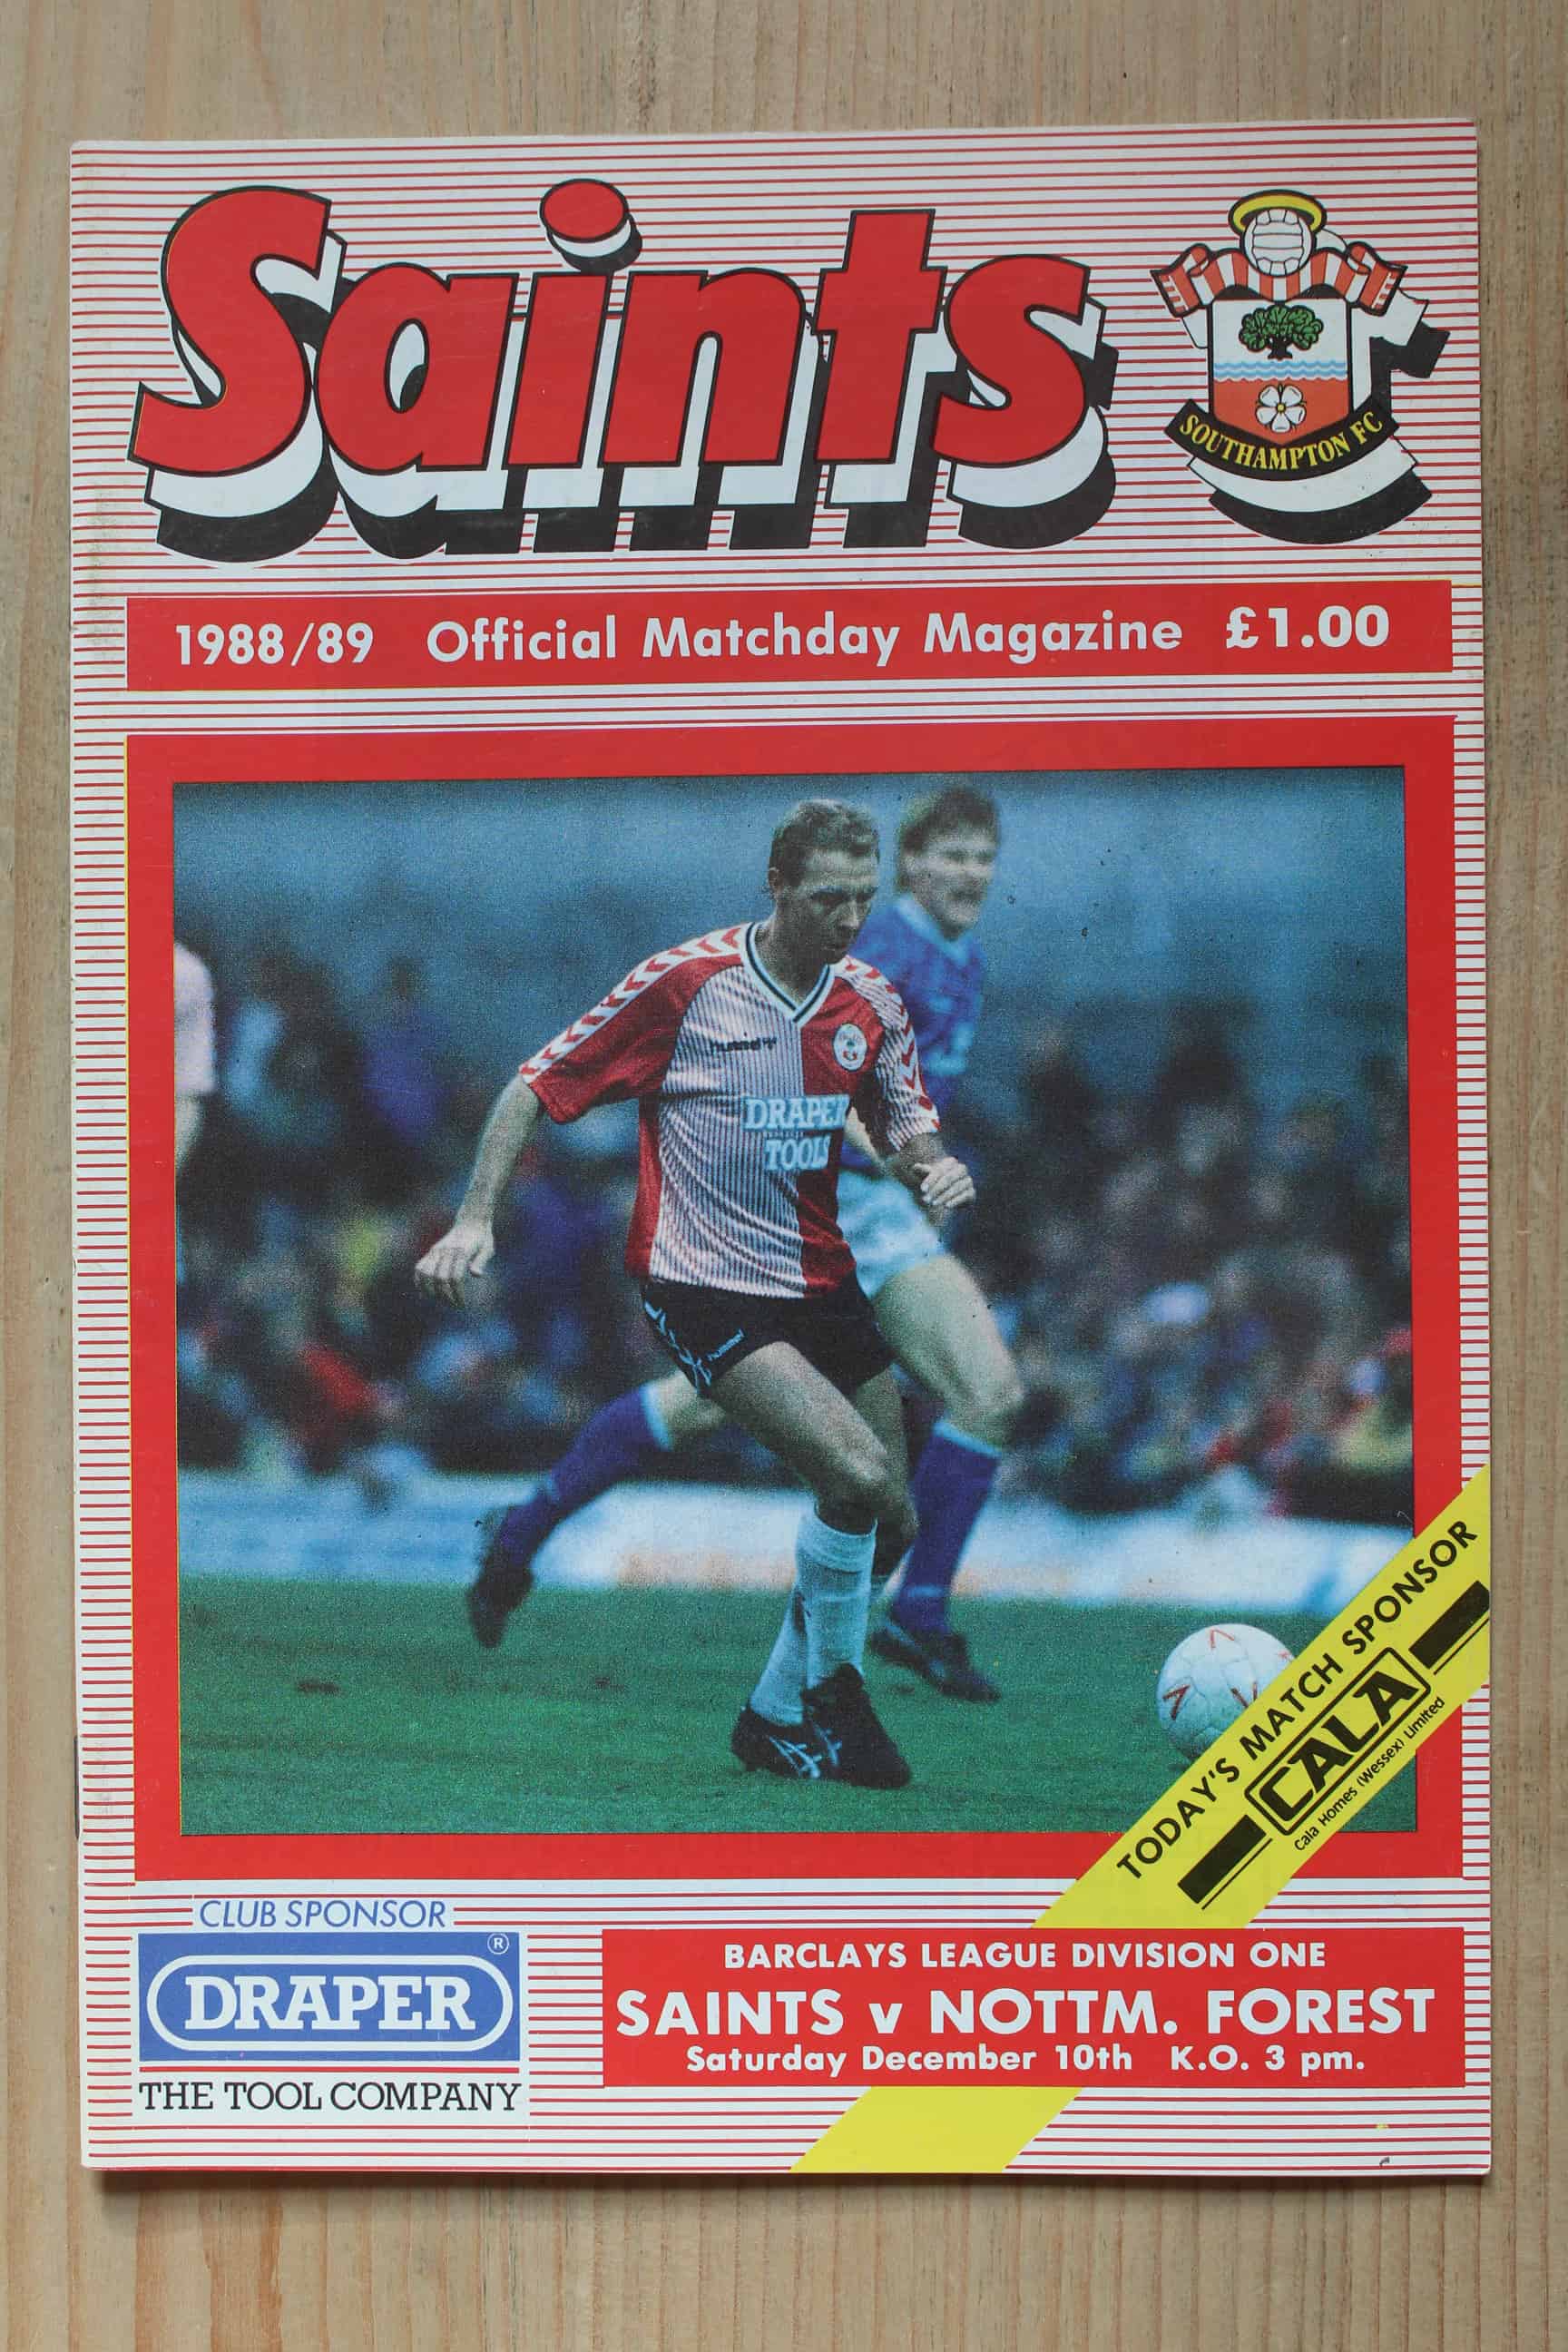 Saints
SOUTHAMPTON FC
1988/89 Official Matchday Magazine £1.00
hummel
DRAPER
TOOLS
hummel
TODAY'S MATCH SPONSOR
CALA
Cala Homes (Wessex) Limited
CLUB SPONSOR
DRAPER ®
THE TOOL COMPANY
BARCLAYS LEAGUE DIVISION ONE
SAINTS v NOTTM. FOREST
Saturday December 10th K.O. 3 pm.